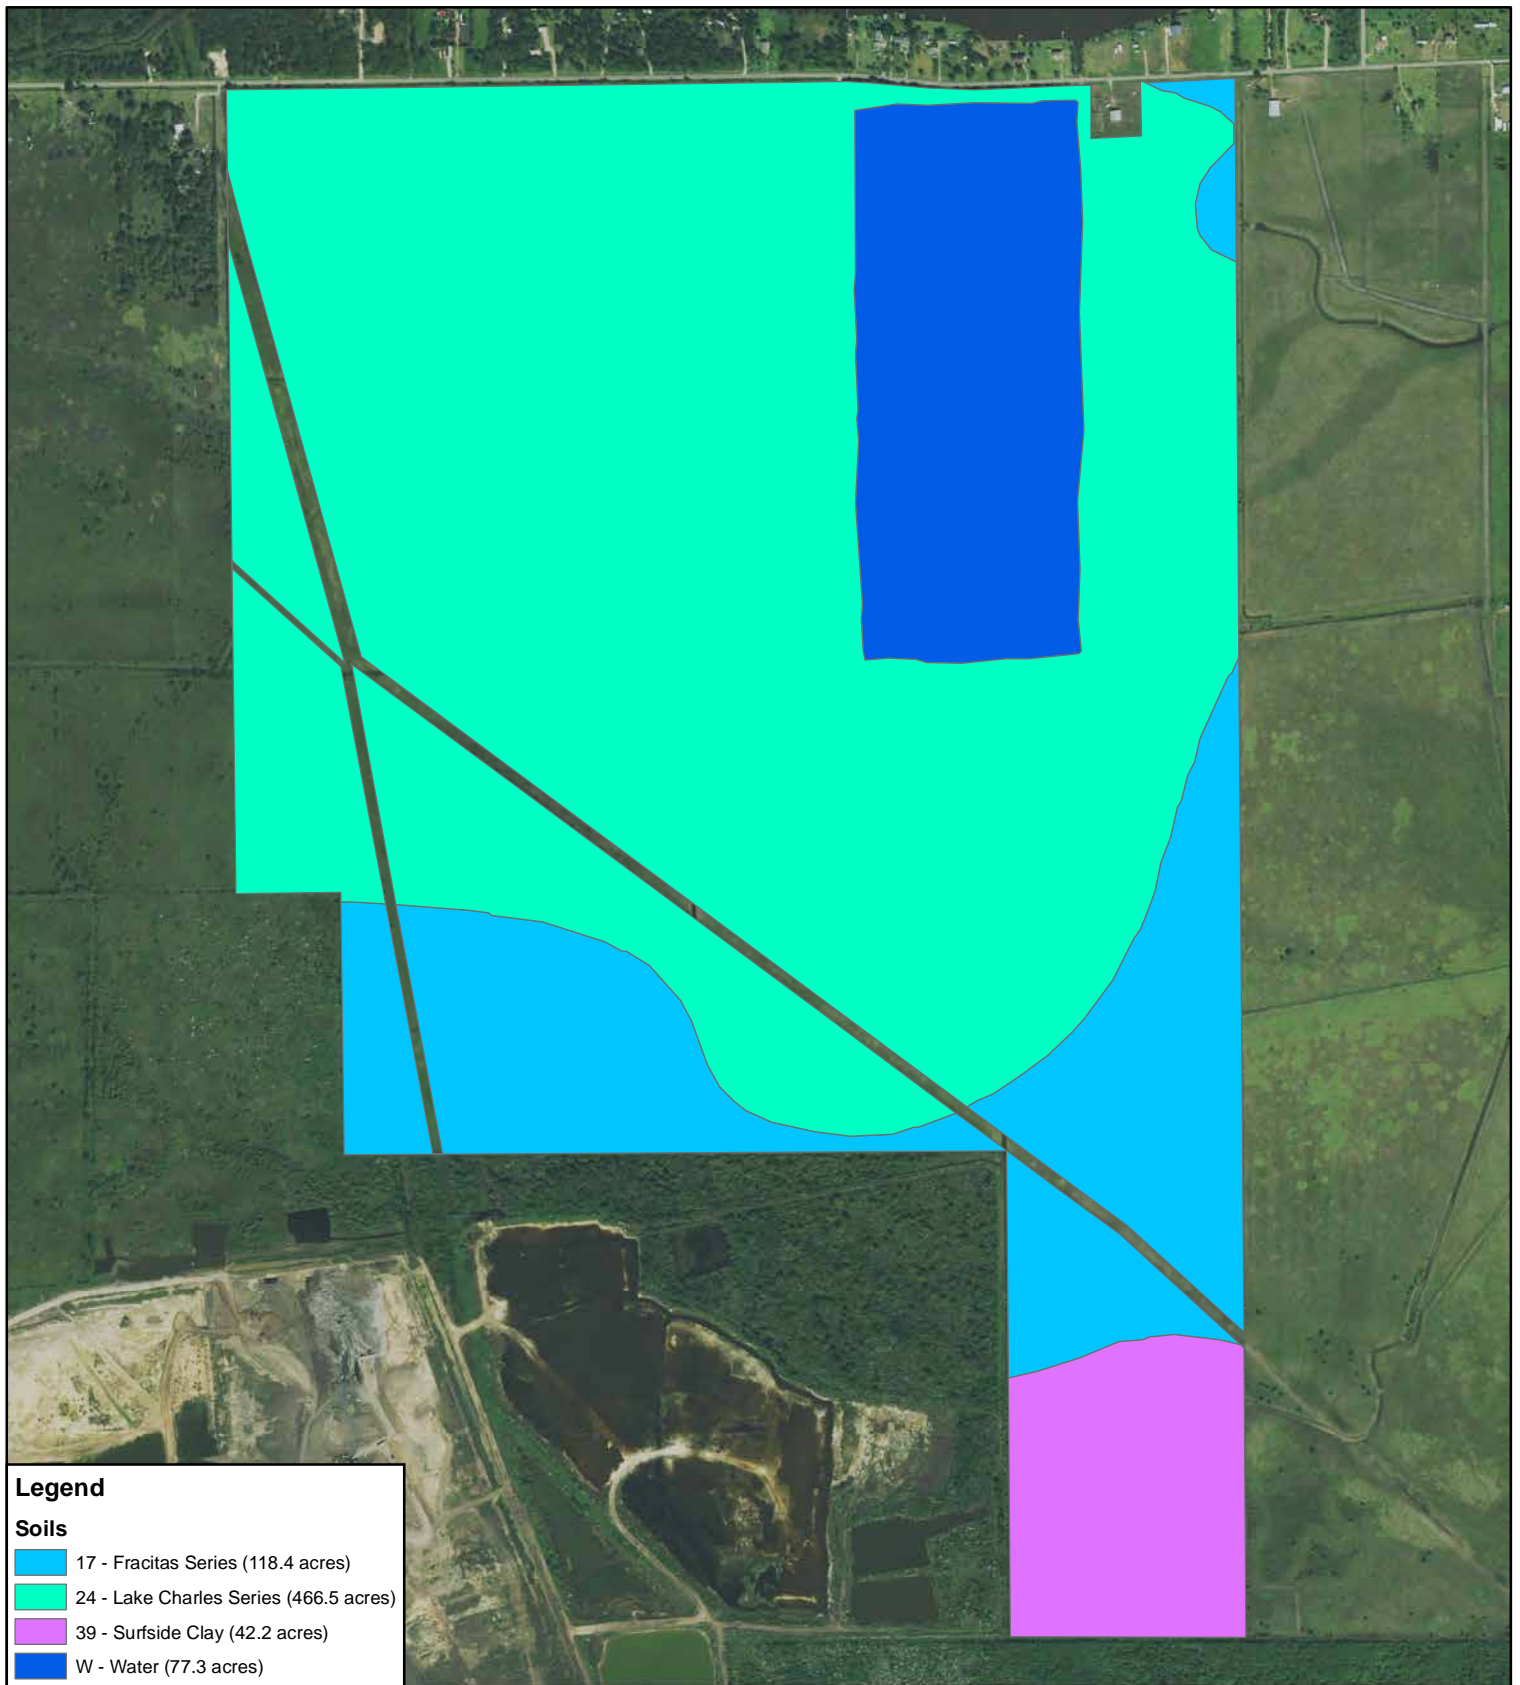 Legend
Soils
17 - Fracitas Series (118.4 acres)
24 - Lake Charles Series (466.5 acres)
39 - Surfside Clay (42.2 acres)
W - Water (77.3 acres)